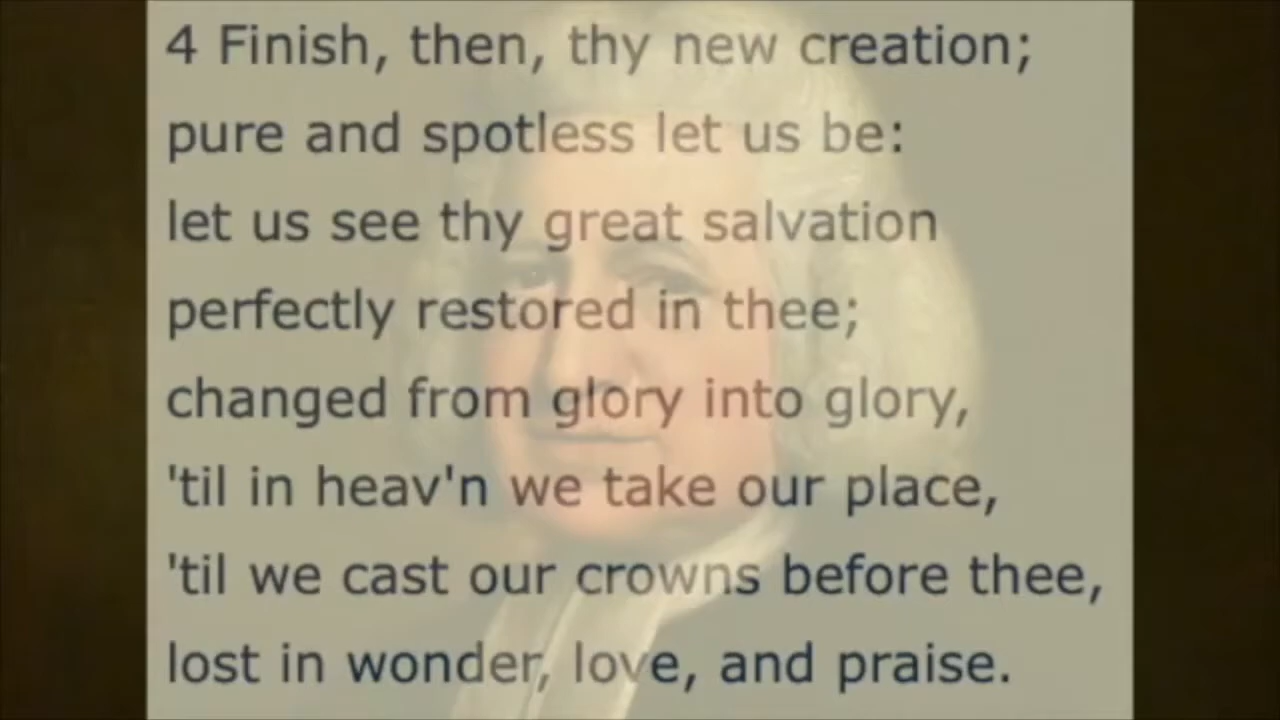 4 Finish, then, thy new creation;
pure and spotless let us be:
let us see thy great salvation
perfectly restored in thee;
changed from glory into glory,
'til in heav'n we take our place,
'til we cast our crowns before thee,
lost in wonder, love, and praise.